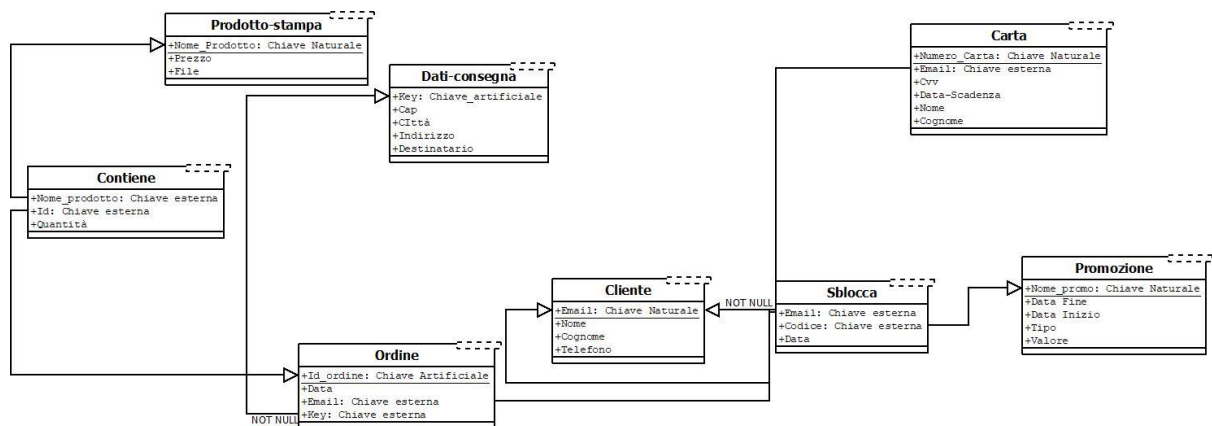 Prodotto-stampa
+Nome_Prodotto: Chiave Naturale
+Prezzo
+File
Dati-consegna
+Key: Chiave_artificiale
+Cap
+CIttà
+Indirizzo
+Destinatario
Carta
+Numero_Carta: Chiave Naturale
+Email: Chiave esterna
+Cvv
+Data-Scadenza
+Nome
+Cognome
Contiene
+Nome_prodotto: Chiave esterna
+Id: Chiave esterna
+Quantità
Cliente
+Email: Chiave Naturale
+Nome
+Cognome
+Telefono
NOT NULL
Sblocca
+Email: Chiave esterna
+Codice: Chiave esterna
+Data
Promozione
+Nome_promo: Chiave Naturale
+Data Fine
+Data Inizio
+Tipo
+Valore
Ordine
+Id_ordine: Chiave Artificiale
+Data
+Email: Chiave esterna
+Key: Chiave esterna
NOT NULL